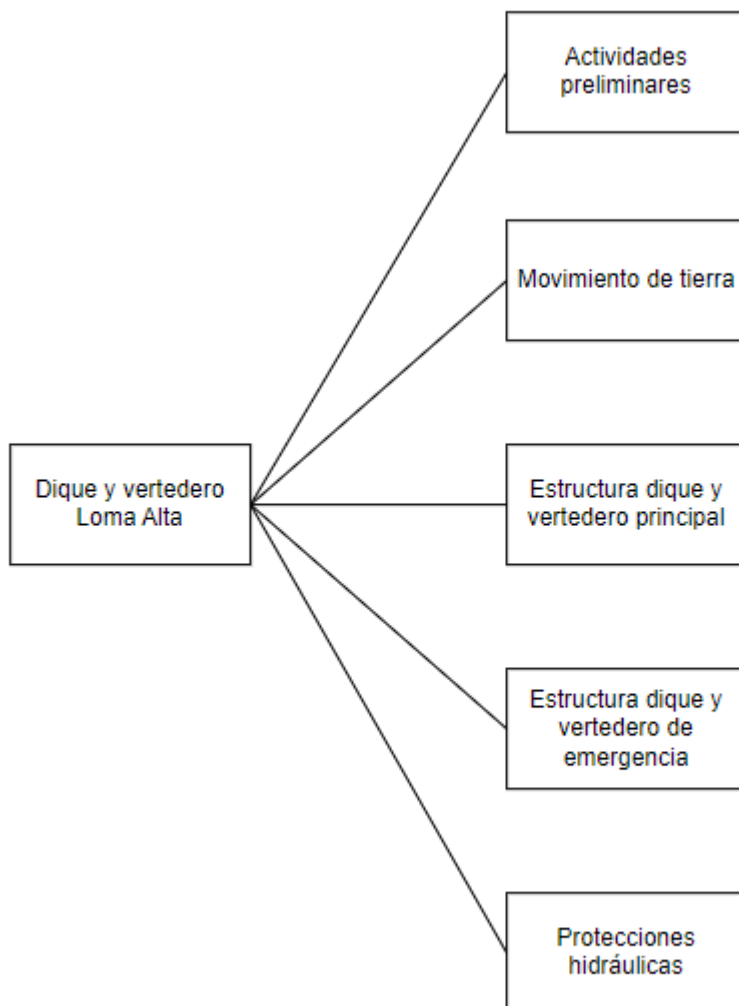 Actividades
preliminares
Movimiento de tierra
Dique y vertedero
Loma Alta
Estructura dique y
vertedero principal
Estructura dique y
vertedero de
emergencia
Protecciones
hidráulicas